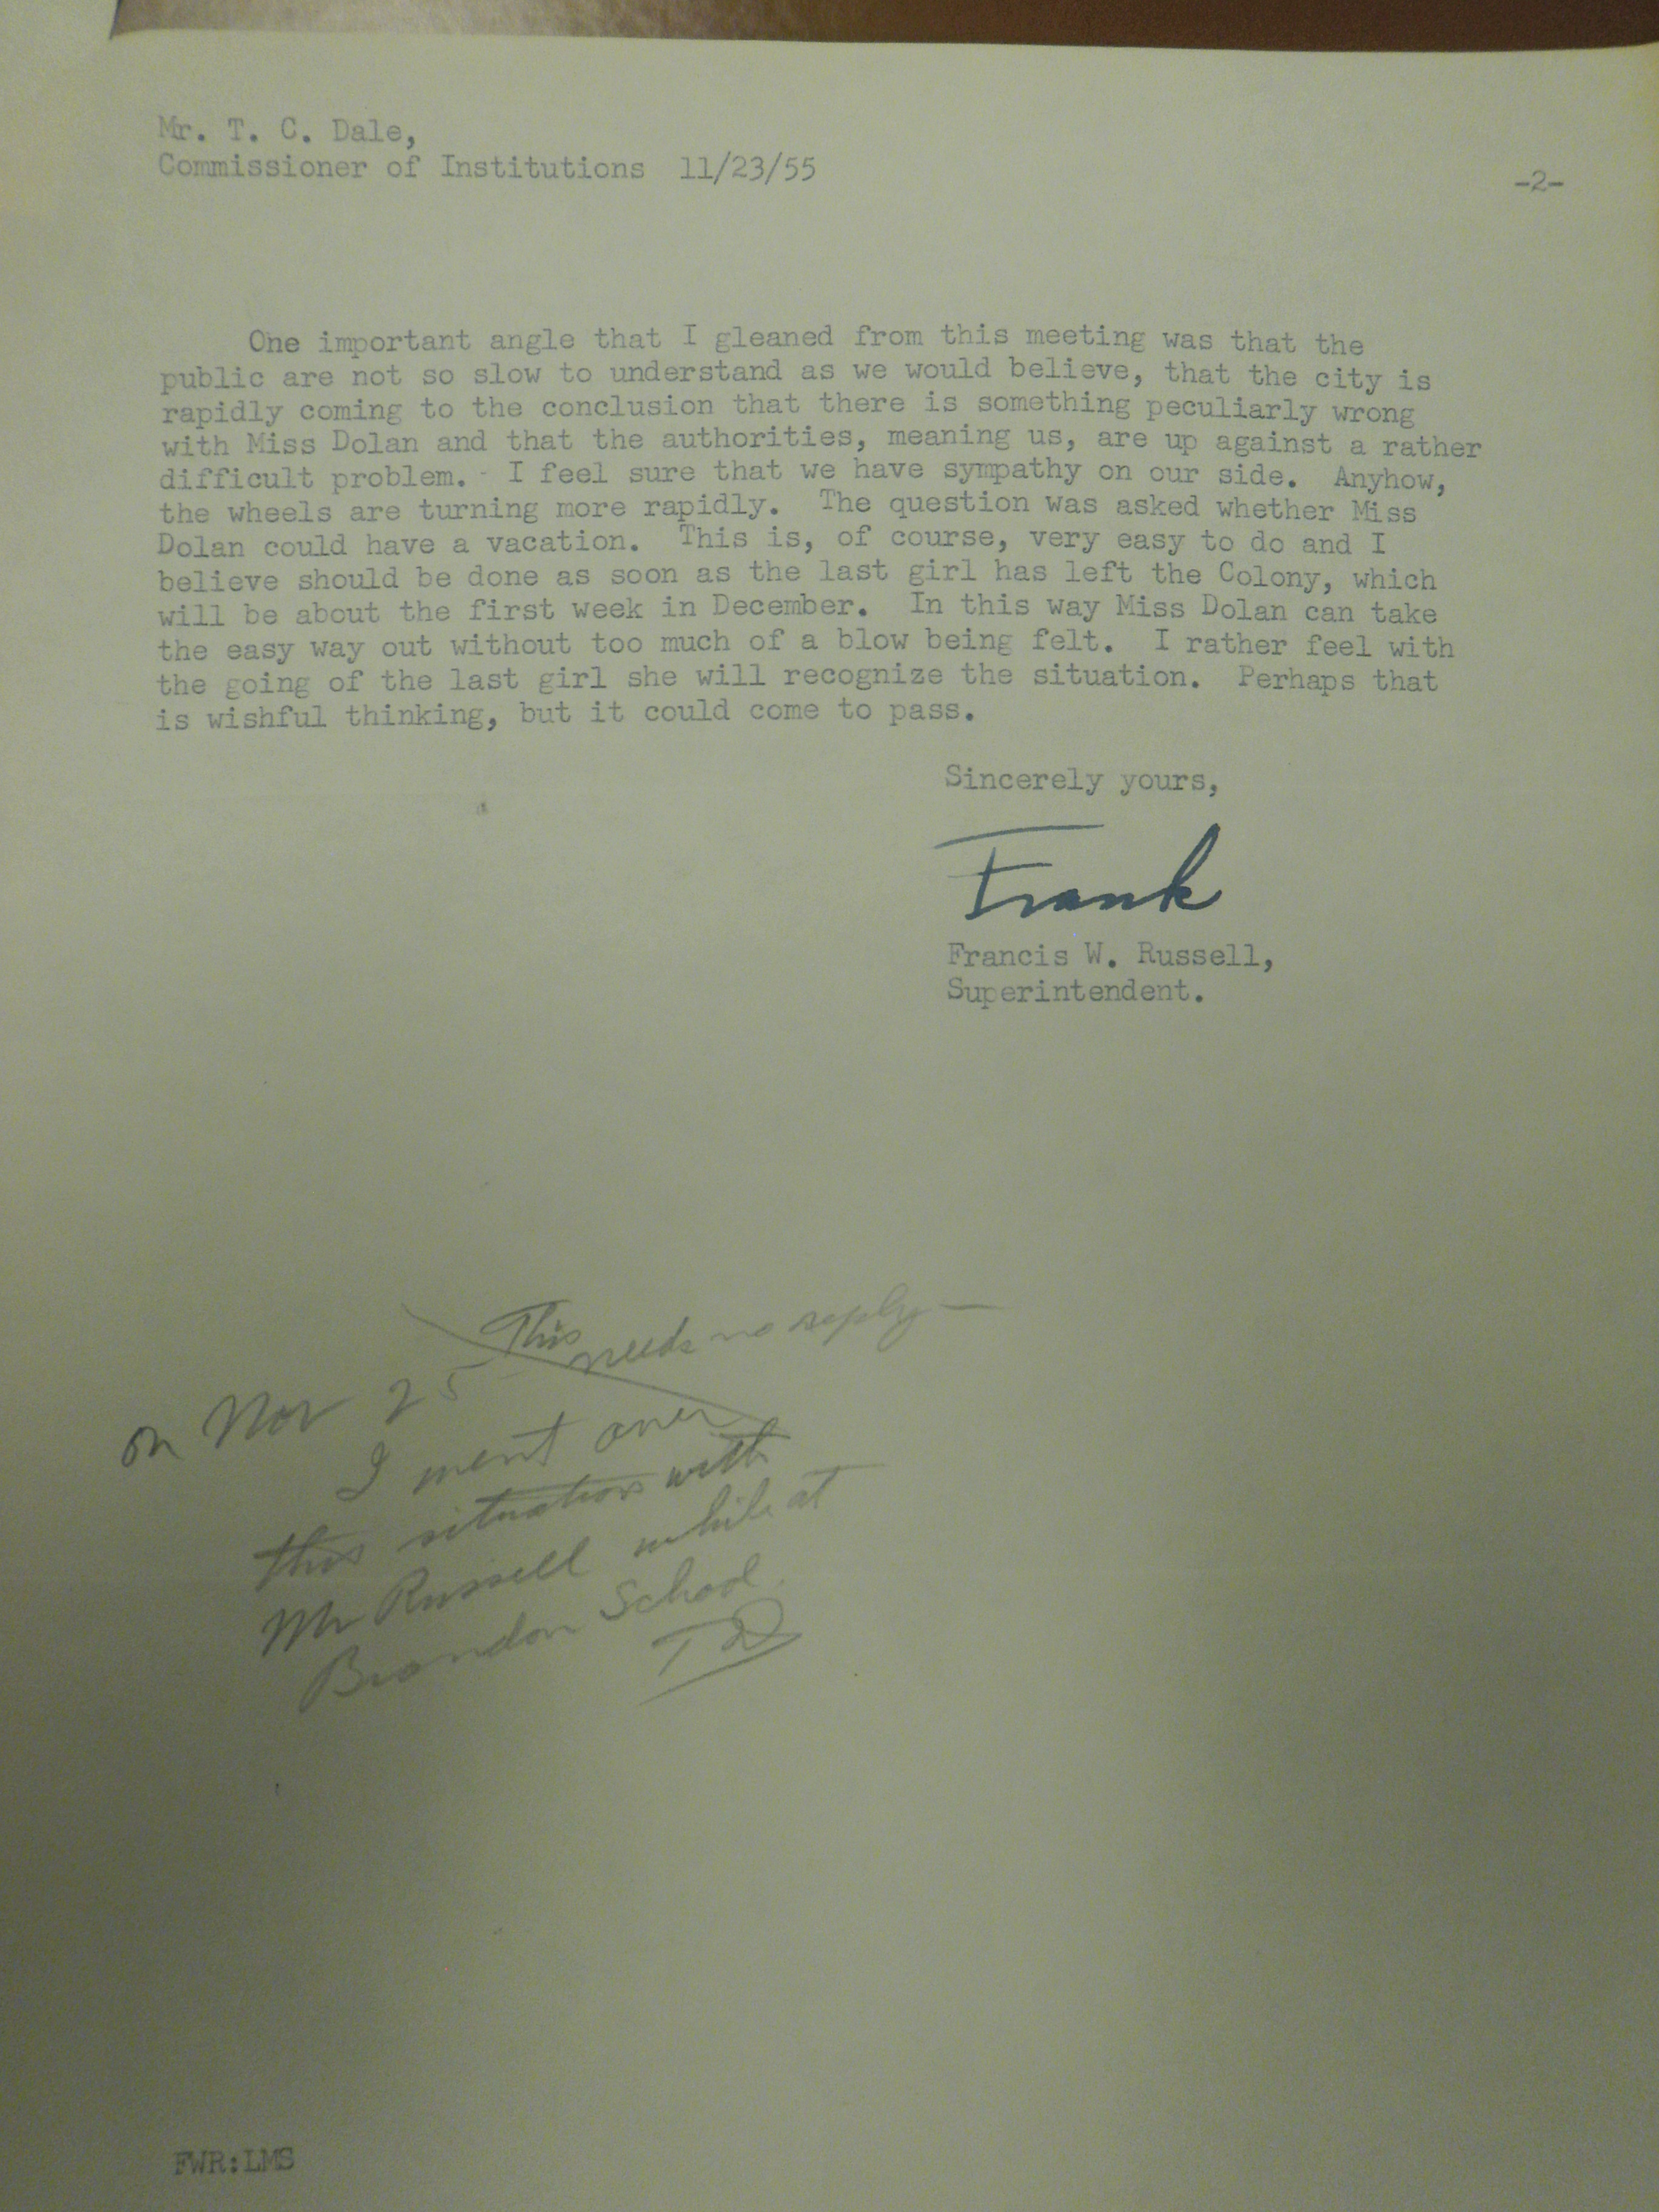 Mr. T. C. Dale,
Commissioner of Institutions 11/23/55
-2-
One important angle that I gleaned from this meeting was that the
public are not so slow to understand as we would believe, that the city is
rapidly coming to the conclusion that there is something peculiarly wrong
with Miss Dolan and that the authorities, meaning us, are up against a rather
difficult problem. - I feel sure that we have sympathy on our side. Anyhow,
the wheels are turning more rapidly. The question was asked whether Miss
Dolan could have a vacation. This is, of course, very easy to do and I
believe should be done as soon as the last girl has left the Colony, which
will be about the first week in December. In this way Miss Dolan can take
the easy way out without too much of a blow being felt. I rather feel with
the going of the last girl she will recognize the situation. Perhaps that
is wishful thinking, but it could come to pass.
Sincerely yours,
Frank
Francis W. Russell,
Superintendent.
This needs no reply—
on Nov 25
I went over
this situation with
Mr Russell while at
Brandon School.
TD
FWR:LMS